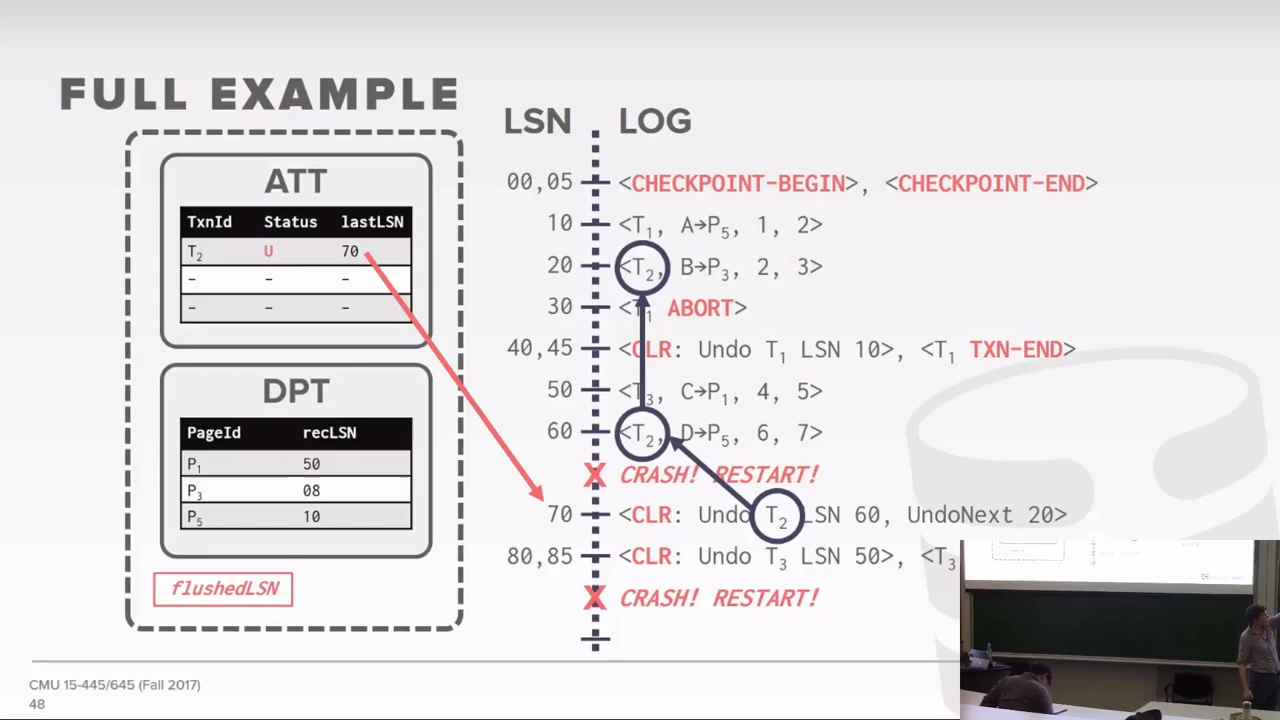 FULL EXAMPLE
ATT
TxnId Status lastLSN
T₂ U 70
- - -
- - -
DPT
PageId recLSN
P₁ 50
P₃ 08
P₅ 10
flushedLSN
LSN LOG
00,05 <CHECKPOINT-BEGIN>, <CHECKPOINT-END>
10 <T₁, A→P₅, 1, 2>
20 <T₂, B→P₃, 2, 3>
30 <T₁ ABORT>
40,45 <CLR: Undo T₁ LSN 10>, <T₁ TXN-END>
50 <T₃, C→P₁, 4, 5>
60 <T₂, D→P₅, 6, 7>
X CRASH! RESTART!
70 <CLR: Undo T₂ LSN 60, UndoNext 20>
80,85 <CLR: Undo T₃ LSN 50>, <T₃
X CRASH! RESTART!
CMU 15-445/645 (Fall 2017)
48